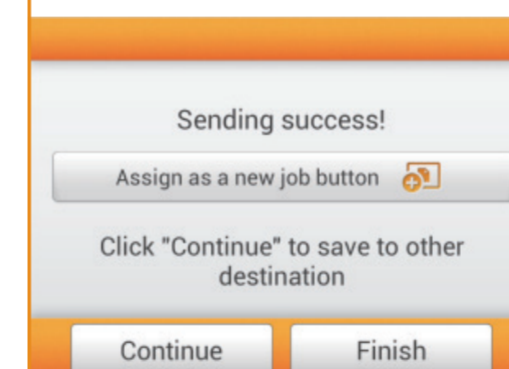 Sending success!
Assign as a new job button
Click "Continue" to save to other
destination
Continue
Finish